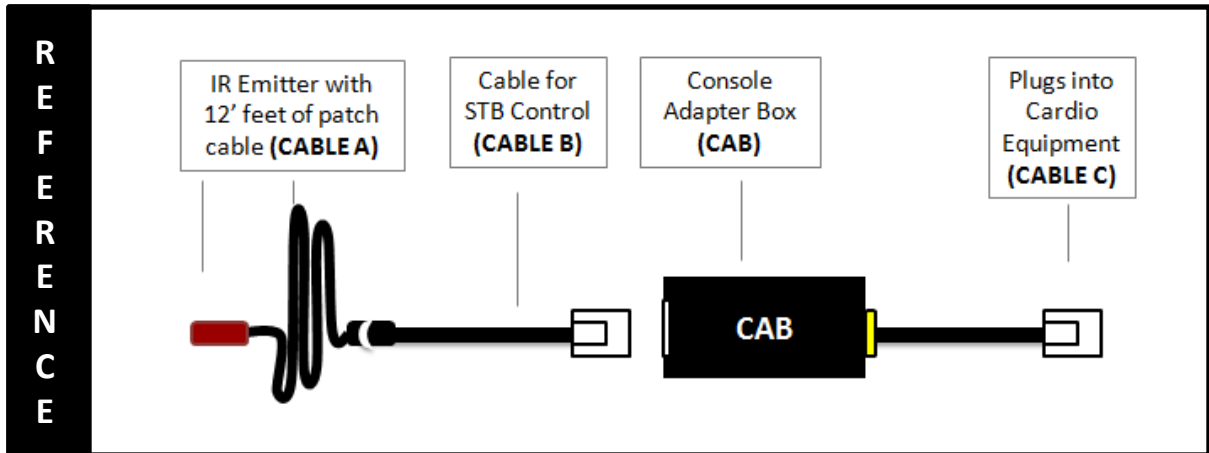 REFERENCE
IR Emitter with
12’ feet of patch
cable (CABLE A)
Cable for
STB Control
(CABLE B)
Console
Adapter Box
(CAB)
Plugs into
Cardio
Equipment
(CABLE C)
CAB